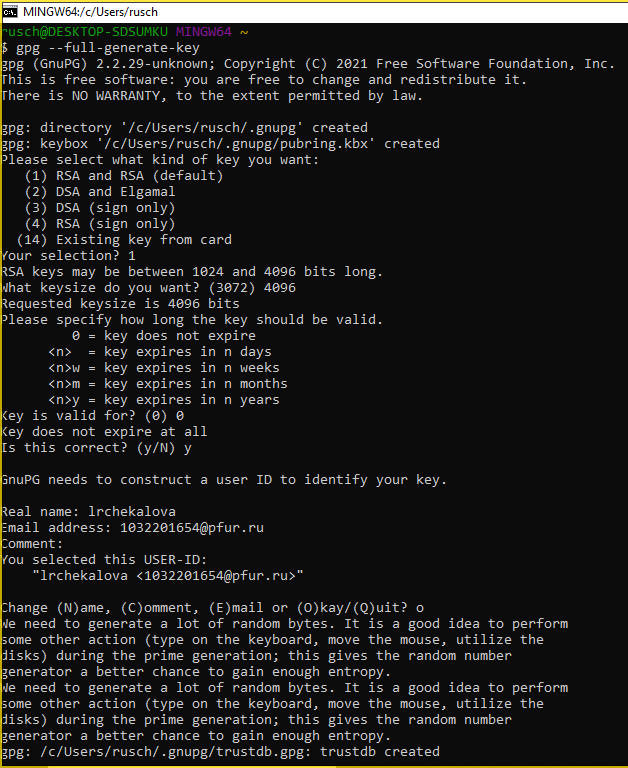 MINGW64:/c/Users/rusch
rusch@DESKTOP-SDSUMKU MINGW64 ~
$ gpg --full-generate-key
gpg (GnuPG) 2.2.29-unknown; Copyright (C) 2021 Free Software Foundation, Inc.
This is free software: you are free to change and redistribute it.
There is NO WARRANTY, to the extent permitted by law.

gpg: directory '/c/Users/rusch/.gnupg' created
gpg: keybox '/c/Users/rusch/.gnupg/pubring.kbx' created
Please select what kind of key you want:
   (1) RSA and RSA (default)
   (2) DSA and Elgamal
   (3) DSA (sign only)
   (4) RSA (sign only)
  (14) Existing key from card
Your selection? 1
RSA keys may be between 1024 and 4096 bits long.
What keysize do you want? (3072) 4096
Requested keysize is 4096 bits
Please specify how long the key should be valid.
         0 = key does not expire
      <n>  = key expires in n days
      <n>w = key expires in n weeks
      <n>m = key expires in n months
      <n>y = key expires in n years
Key is valid for? (0) 0
Key does not expire at all
Is this correct? (y/N) y

GnuPG needs to construct a user ID to identify your key.

Real name: lrchekalova
Email address: 1032201654@pfur.ru
Comment:
You selected this USER-ID:
    "lrchekalova <1032201654@pfur.ru>"

Change (N)ame, (C)omment, (E)mail or (O)kay/(Q)uit? o
We need to generate a lot of random bytes. It is a good idea to perform
some other action (type on the keyboard, move the mouse, utilize the
disks) during the prime generation; this gives the random number
generator a better chance to gain enough entropy.
We need to generate a lot of random bytes. It is a good idea to perform
some other action (type on the keyboard, move the mouse, utilize the
disks) during the prime generation; this gives the random number
generator a better chance to gain enough entropy.
gpg: /c/Users/rusch/.gnupg/trustdb.gpg: trustdb created